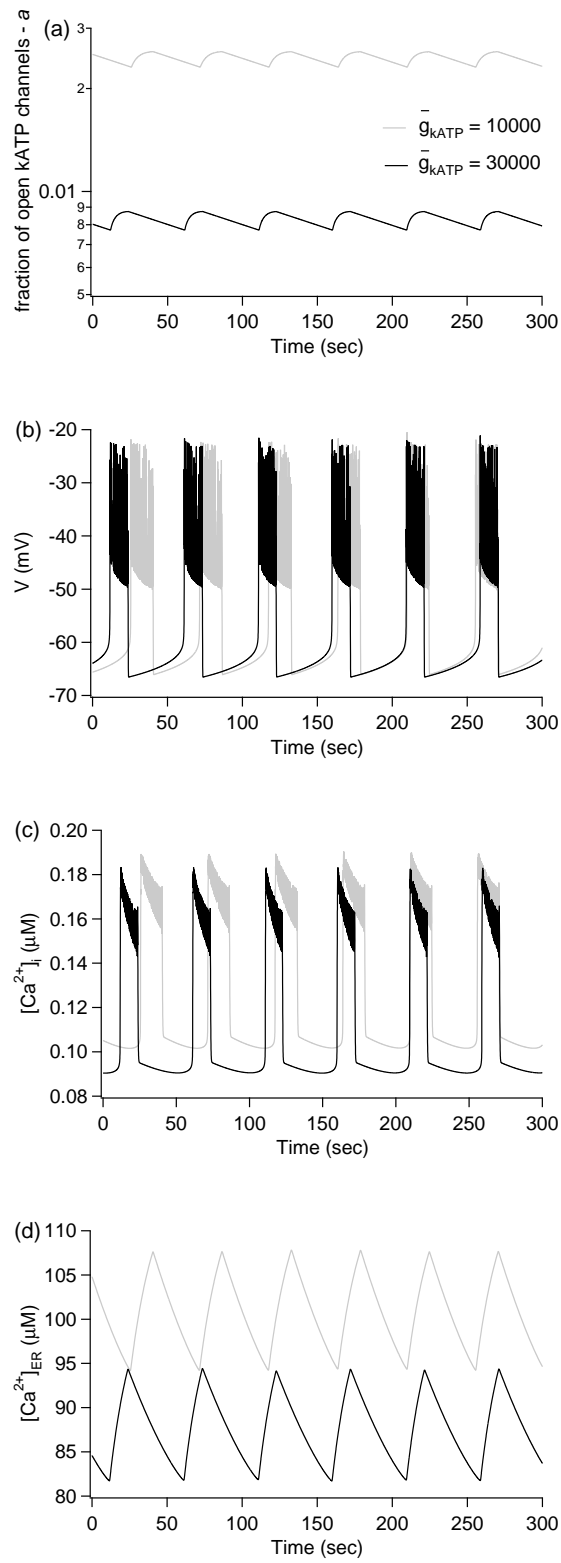 (a)
fraction of open kATP channels - a
3
2
0.01
9
8
7
6
5
g̅kATP = 10000
g̅kATP = 30000
0 50 100 150 200 250 300
Time (sec)
(b)
V (mV)
-20
-30
-40
-50
-60
-70
0 50 100 150 200 250 300
Time (sec)
(c)
[Ca2+]i (μM)
0.20
0.18
0.16
0.14
0.12
0.10
0.08
0 50 100 150 200 250 300
Time (sec)
(d)
[Ca2+]ER (μM)
110
105
100
95
90
85
80
0 50 100 150 200 250 300
Time (sec)